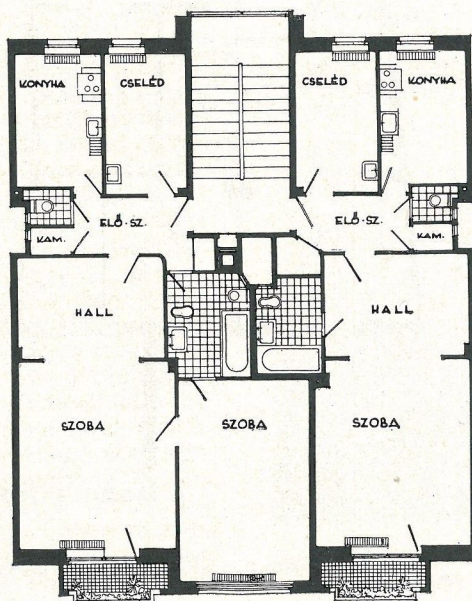 KONYHA
CSELÉD
CSELÉD
KONYHA
ELŐ-SZ.
ELŐ-SZ.
KAM.
KAM.
HALL
HALL
SZOBA
SZOBA
SZOBA